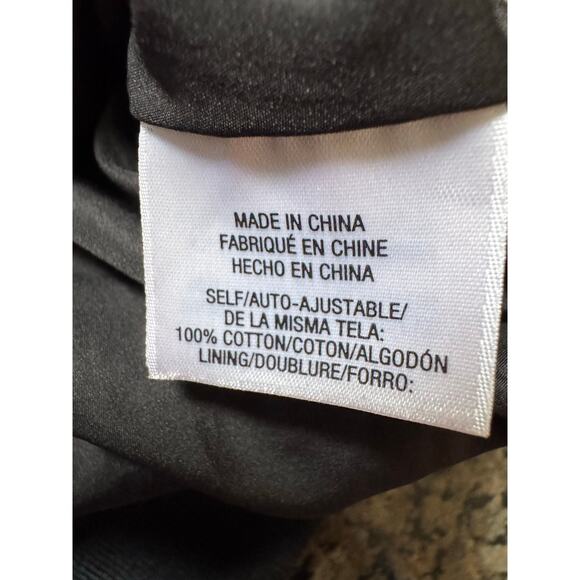 MADE IN CHINA
FABRIQUÉ EN CHINE
HECHO EN CHINA
SELF/AUTO-AJUSTABLE/
DE LA MISMA TELA:
100% COTTON/COTON/ALGODÓN
LINING/DOUBLURE/FORRO: